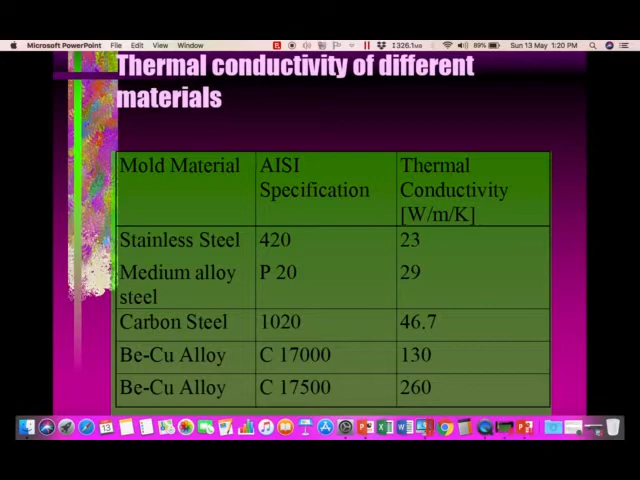 Microsoft PowerPoint File Edit View Window 89% Sun 13 May 1:20 PM
Thermal conductivity of different
materials
Mold Material AISI Specification Thermal Conductivity [W/m/K]
Stainless Steel 420 23
Medium alloy steel P 20 29
Carbon Steel 1020 46.7
Be-Cu Alloy C 17000 130
Be-Cu Alloy C 17500 260